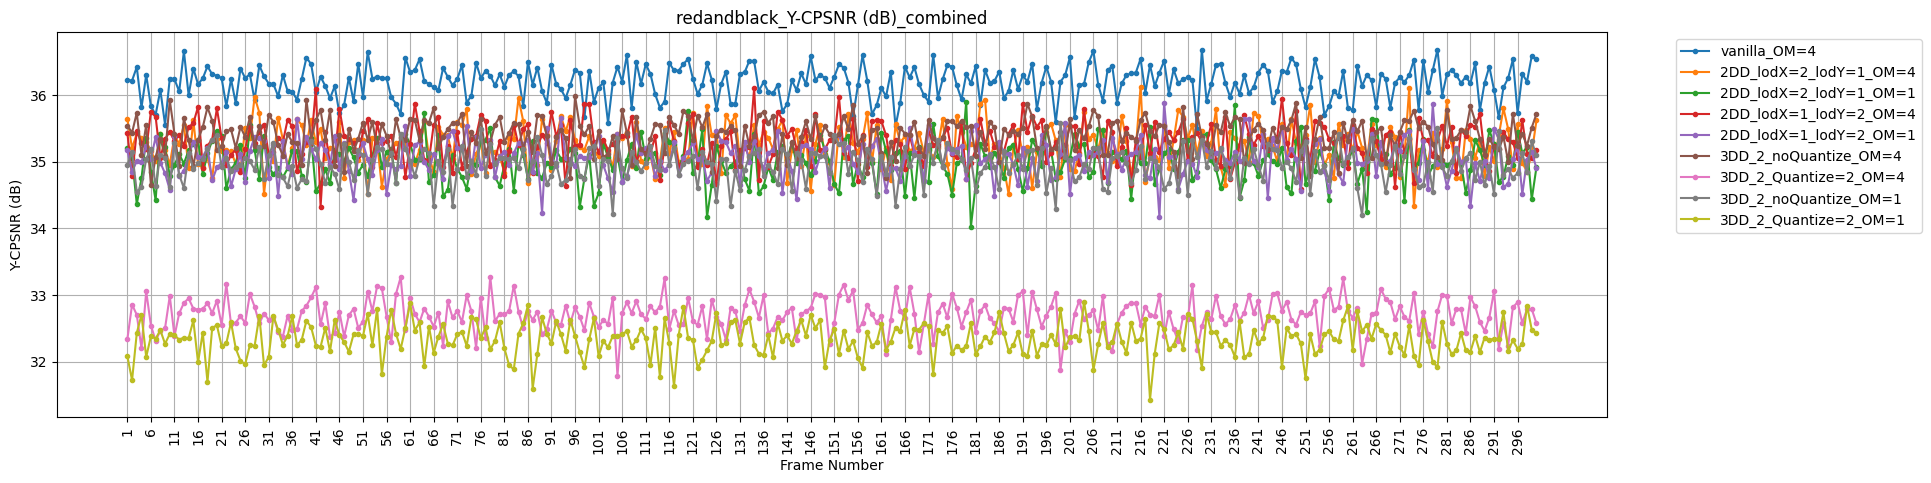 redandblack_Y-CPSNR (dB)_combined
Y-CPSNR (dB)
36
35
34
33
32
1 6 11 16 21 26 31 36 41 46 51 56 61 66 71 76 81 86 91 96 101 106 111 116 121 126 131 136 141 146 151 156 161 166 171 176 181 186 191 196 201 206 211 216 221 226 231 236 241 246 251 256 261 266 271 276 281 286 291 296
Frame Number
vanilla_OM=4
2DD_lodX=2_lodY=1_OM=4
2DD_lodX=2_lodY=1_OM=1
2DD_lodX=1_lodY=2_OM=4
2DD_lodX=1_lodY=2_OM=1
3DD_2_noQuantize_OM=4
3DD_2_Quantize=2_OM=4
3DD_2_noQuantize_OM=1
3DD_2_Quantize=2_OM=1